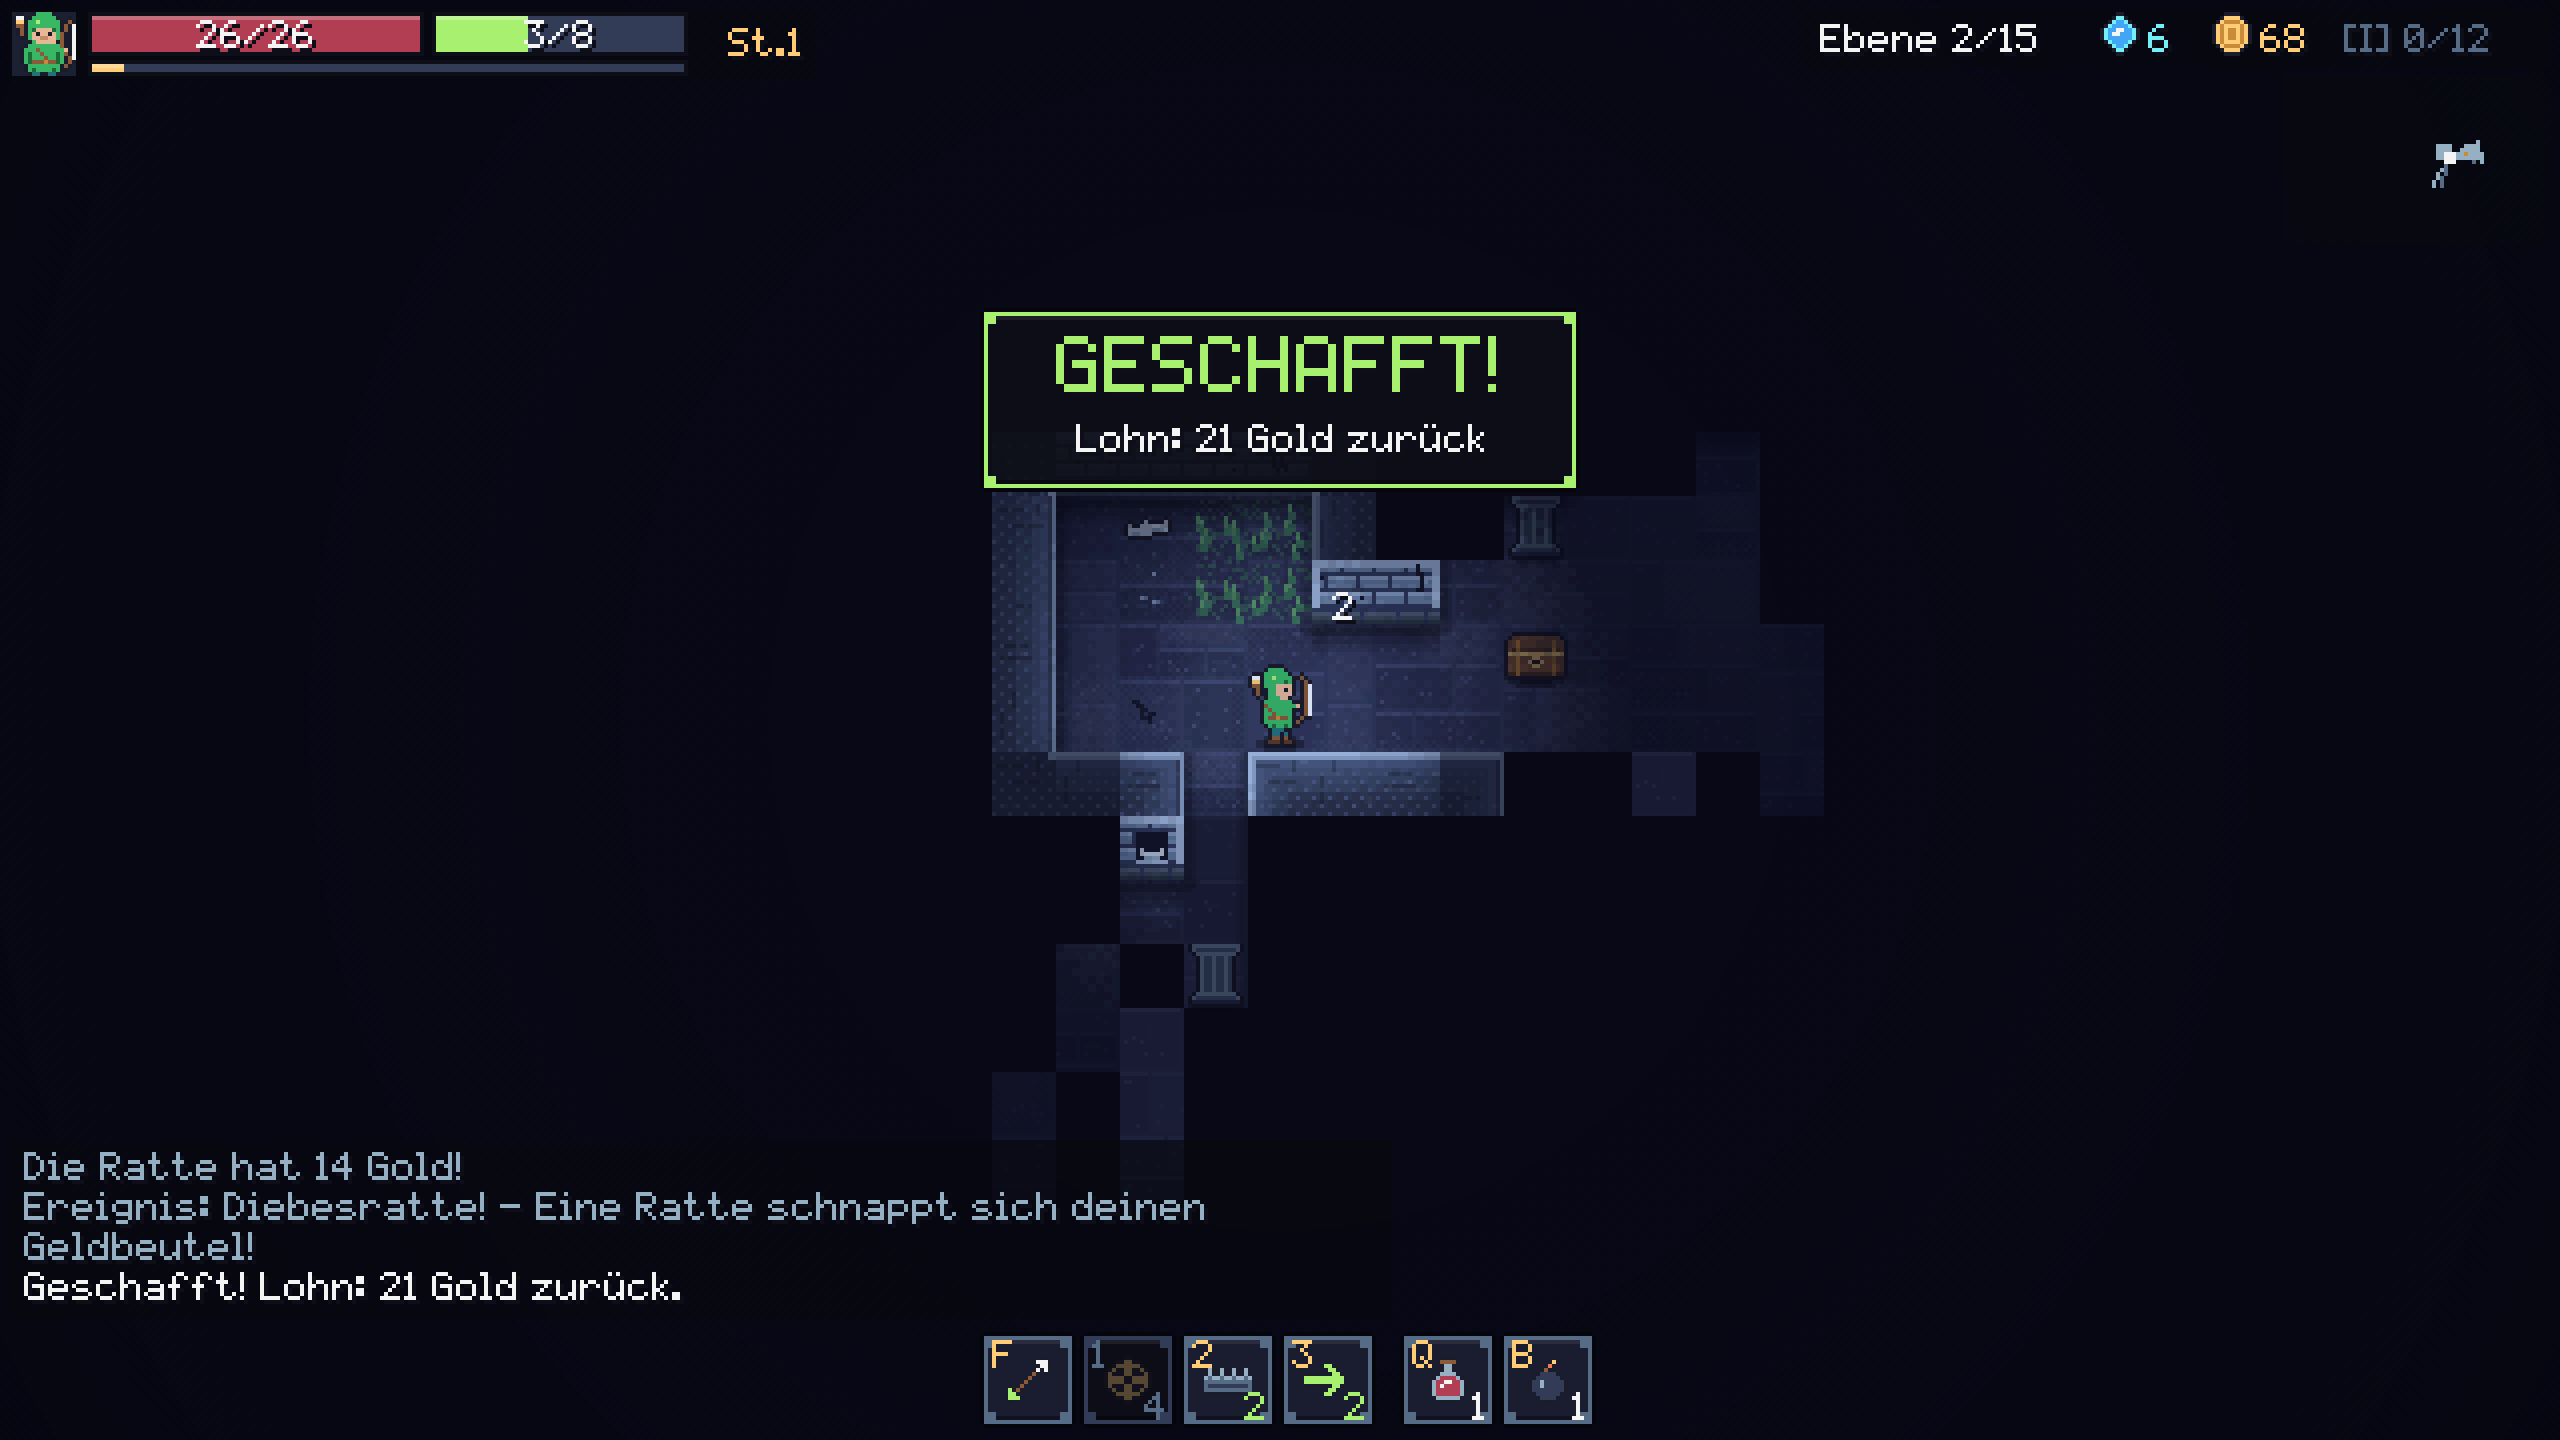 26/26 3/8 St.1 Ebene 2/15 6 68 [I] 0/12
GESCHAFFT!
Lohn: 21 Gold zurück
2
Die Ratte hat 14 Gold!
Ereignis: Diebesratte! - Eine Ratte schnappt sich deinen
Geldbeutel!
Geschafft! Lohn: 21 Gold zurück.
F 1 4 2 2 3 2 Q 1 B 1